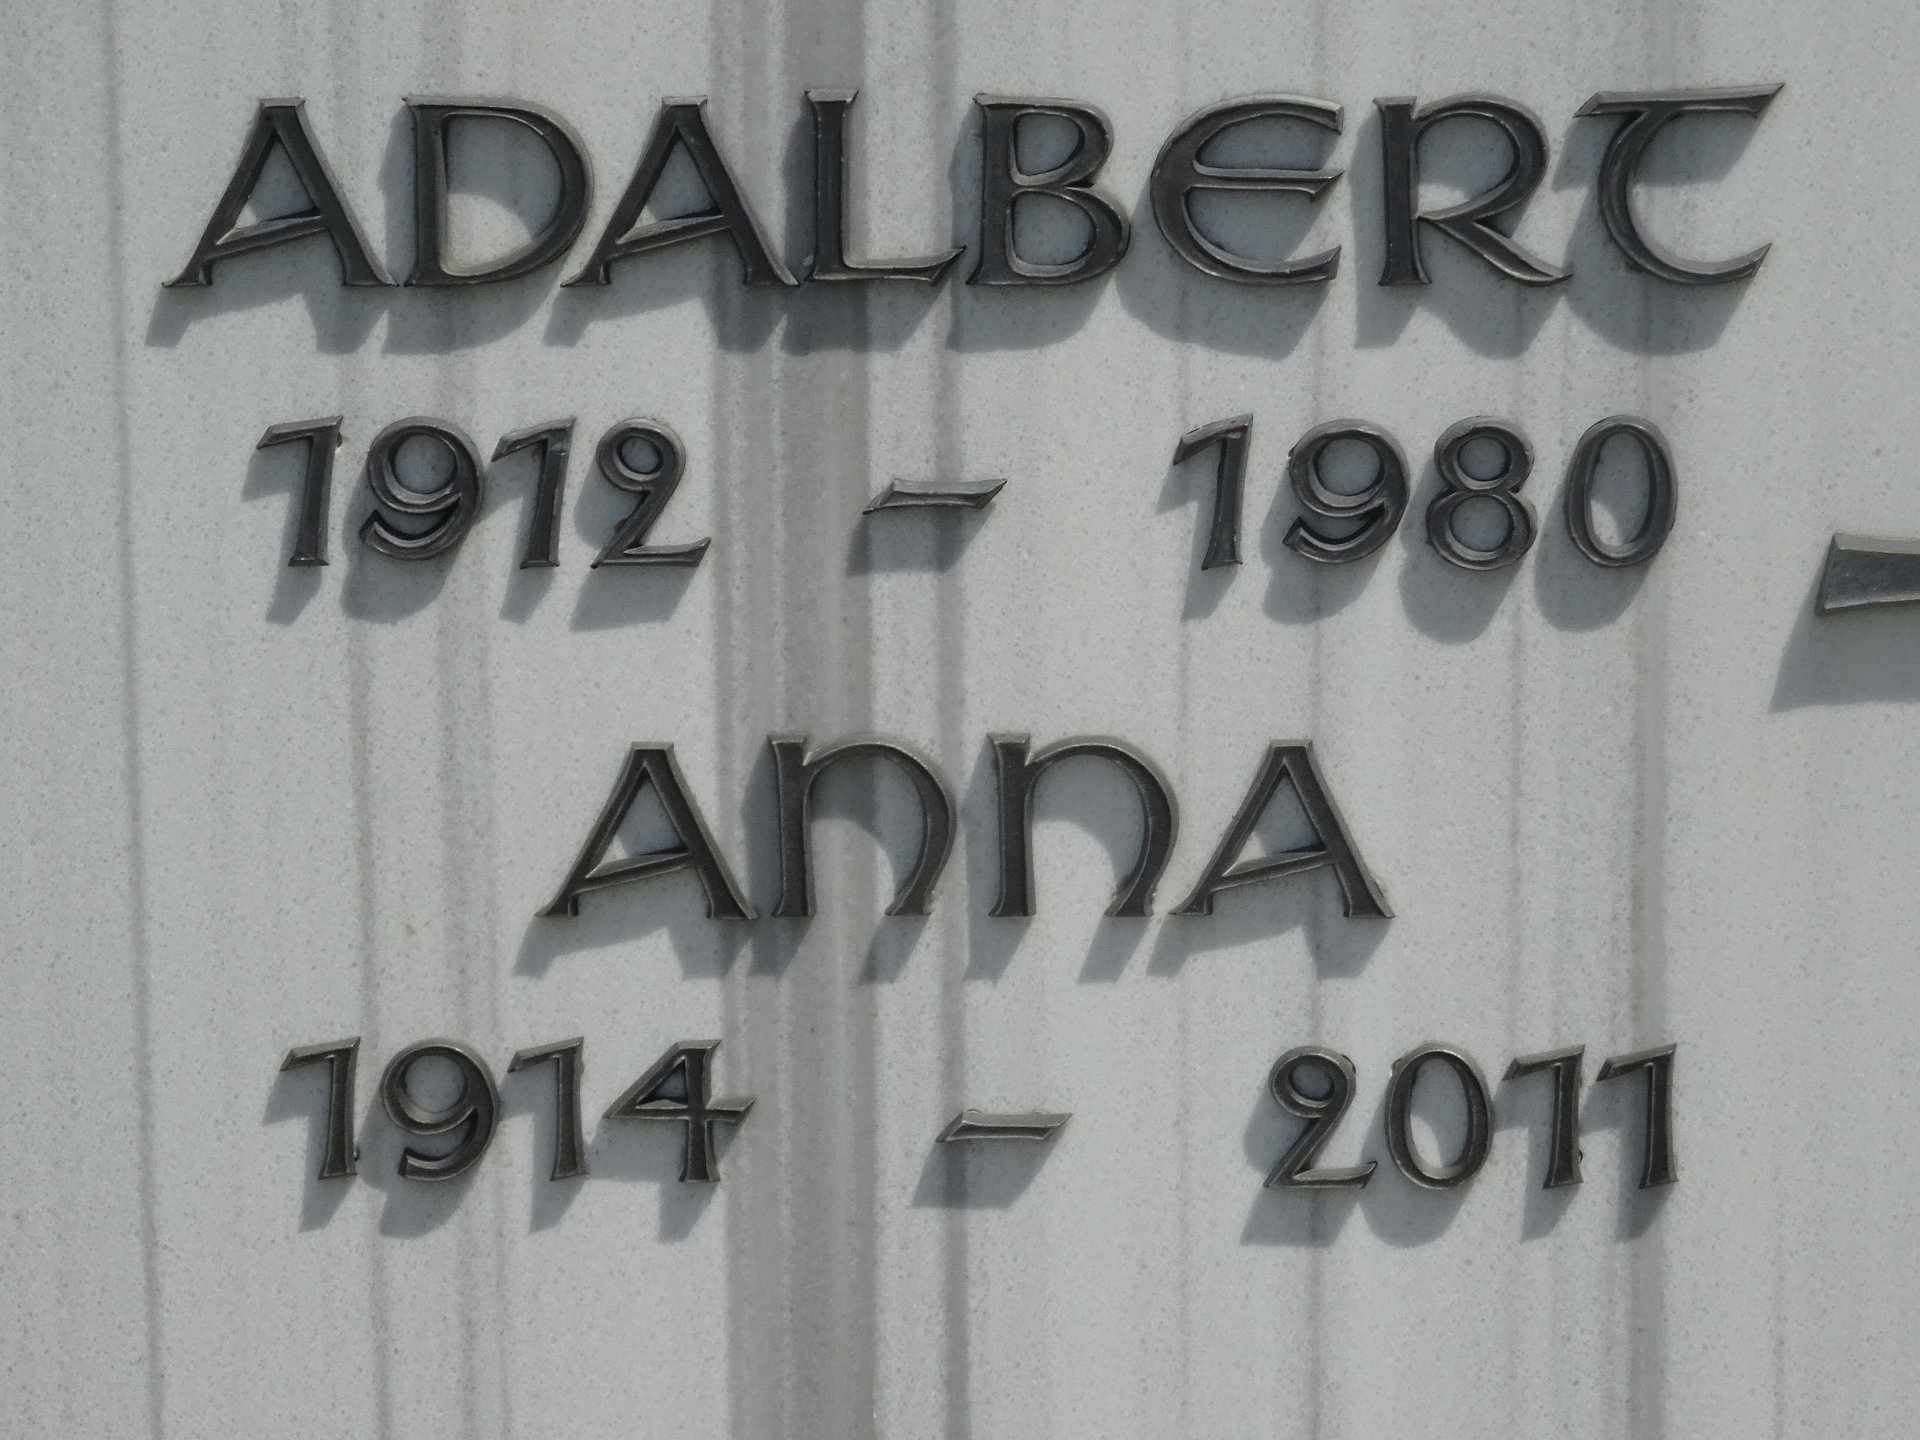 ADALBERT
1912 - 1980
ANNA
1914 - 2011